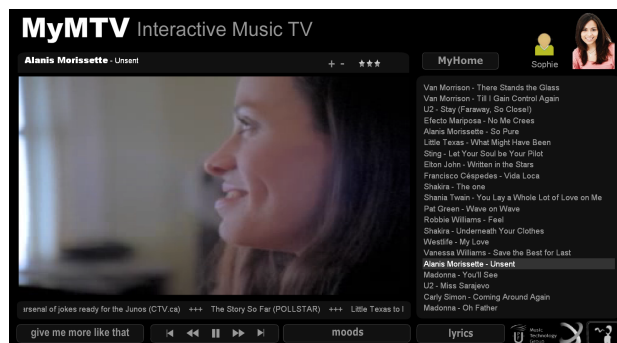 MyMTV Interactive Music TV
Alanis Morissette - Unsent
+ -
MyHome
Sophie
Van Morrison - There Stands the Glass
Van Morrison - Till I Gain Control Again
U2 - Stay (Faraway, So Close!)
Efecto Mariposa - No Me Crees
Alanis Morissette - So Pure
Little Texas - What Might Have Been
Sting - Let Your Soul be Your Pilot
Elton John - Written in the Stars
Francisco Céspedes - Vida Loca
Shakira - The one
Shania Twain - You Lay a Whole Lot of Love on Me
Pat Green - Wave on Wave
Robbie Williams - Feel
Shakira - Underneath Your Clothes
Westlife - My Love
Vanessa Williams - Save the Best for Last
Alanis Morissette - Unsent
Madonna - You'll See
U2 - Miss Sarajevo
Carly Simon - Coming Around Again
Madonna - Oh Father
rsenal of jokes ready for the Junos (CTV.ca) +++ The Story So Far (POLLSTAR) +++ Little Texas to
give me more like that
moods
lyrics
Music
Technology
Group